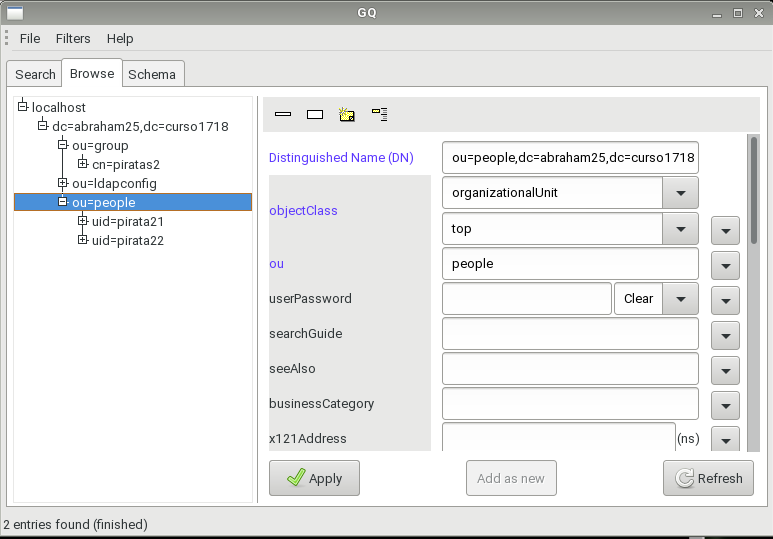 GQ
File Filters Help
Search Browse Schema
localhost
dc=abraham25,dc=curso1718
ou=group
cn=piratas2
ou=ldapconfig
ou=people
uid=pirata21
uid=pirata22
Distinguished Name (DN) ou=people,dc=abraham25,dc=curso1718
objectClass organizationalUnit
top
ou people
userPassword Clear
searchGuide
seeAlso
businessCategory
x121Address (ns)
Apply Add as new Refresh
2 entries found (finished)